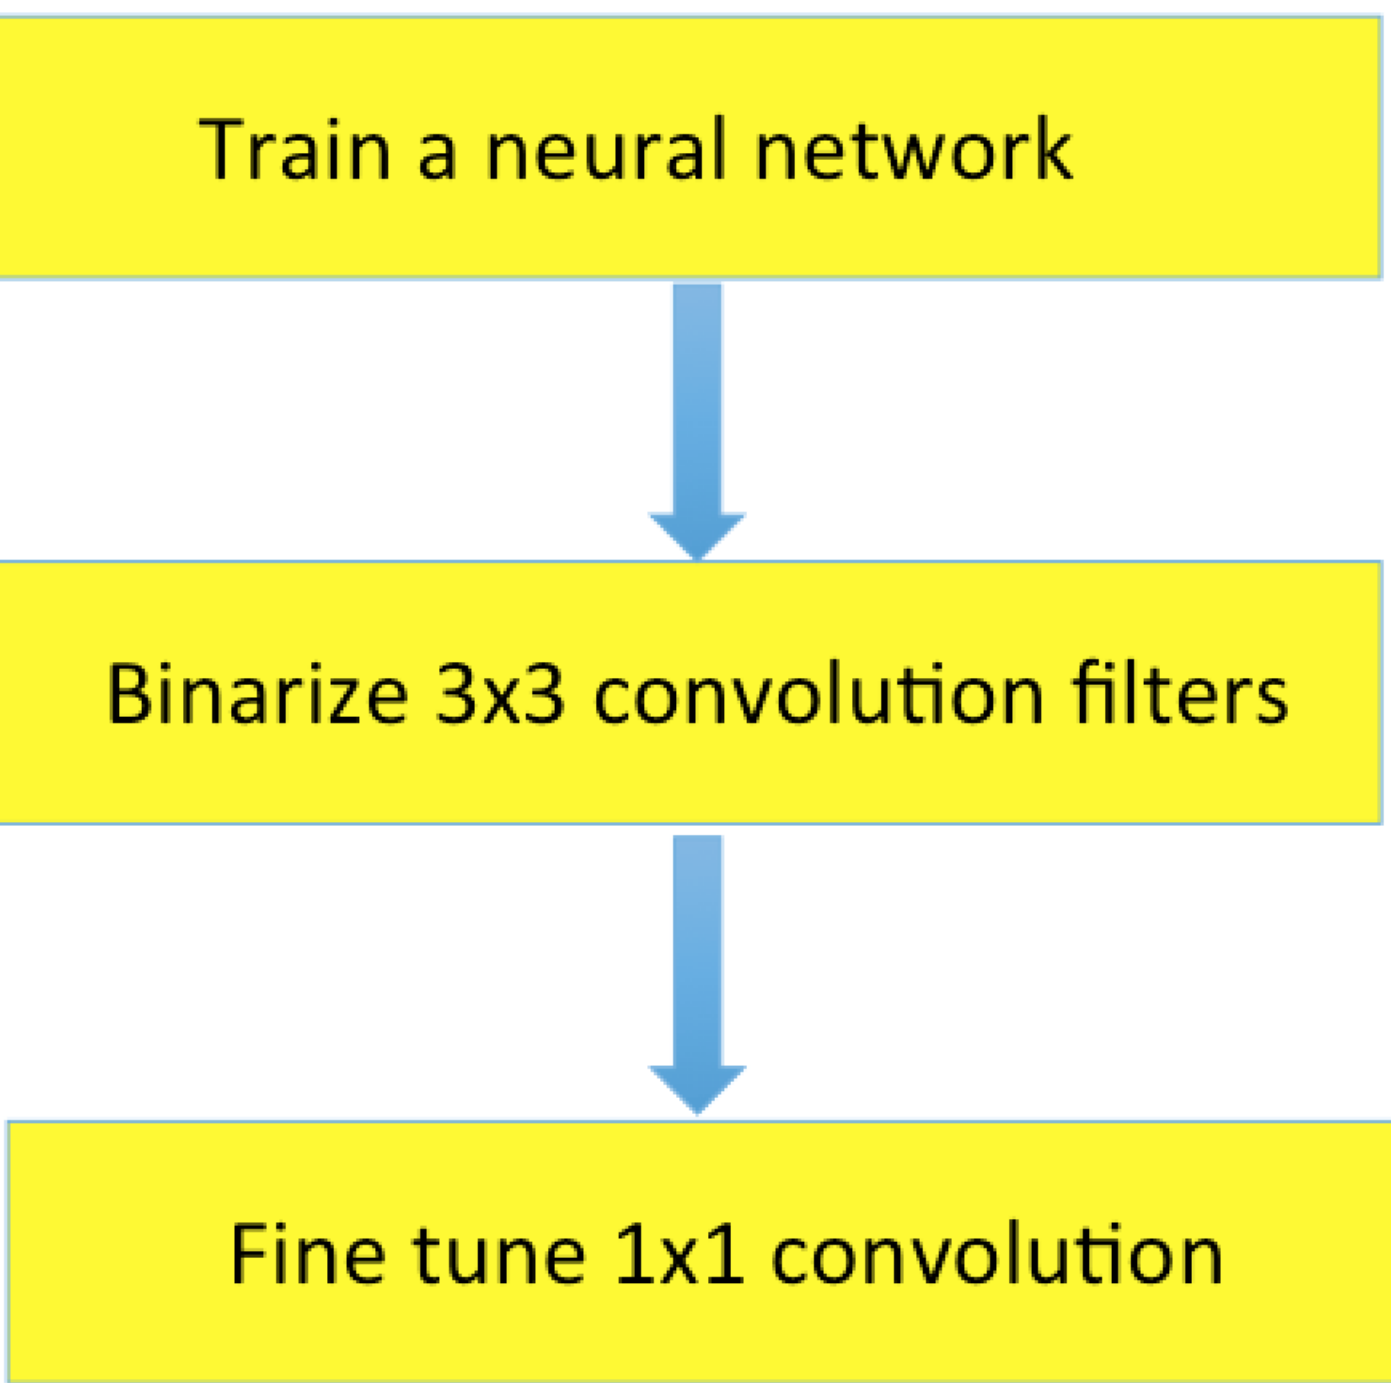 Train a neural network
Binarize 3x3 convolution filters
Fine tune 1x1 convolution